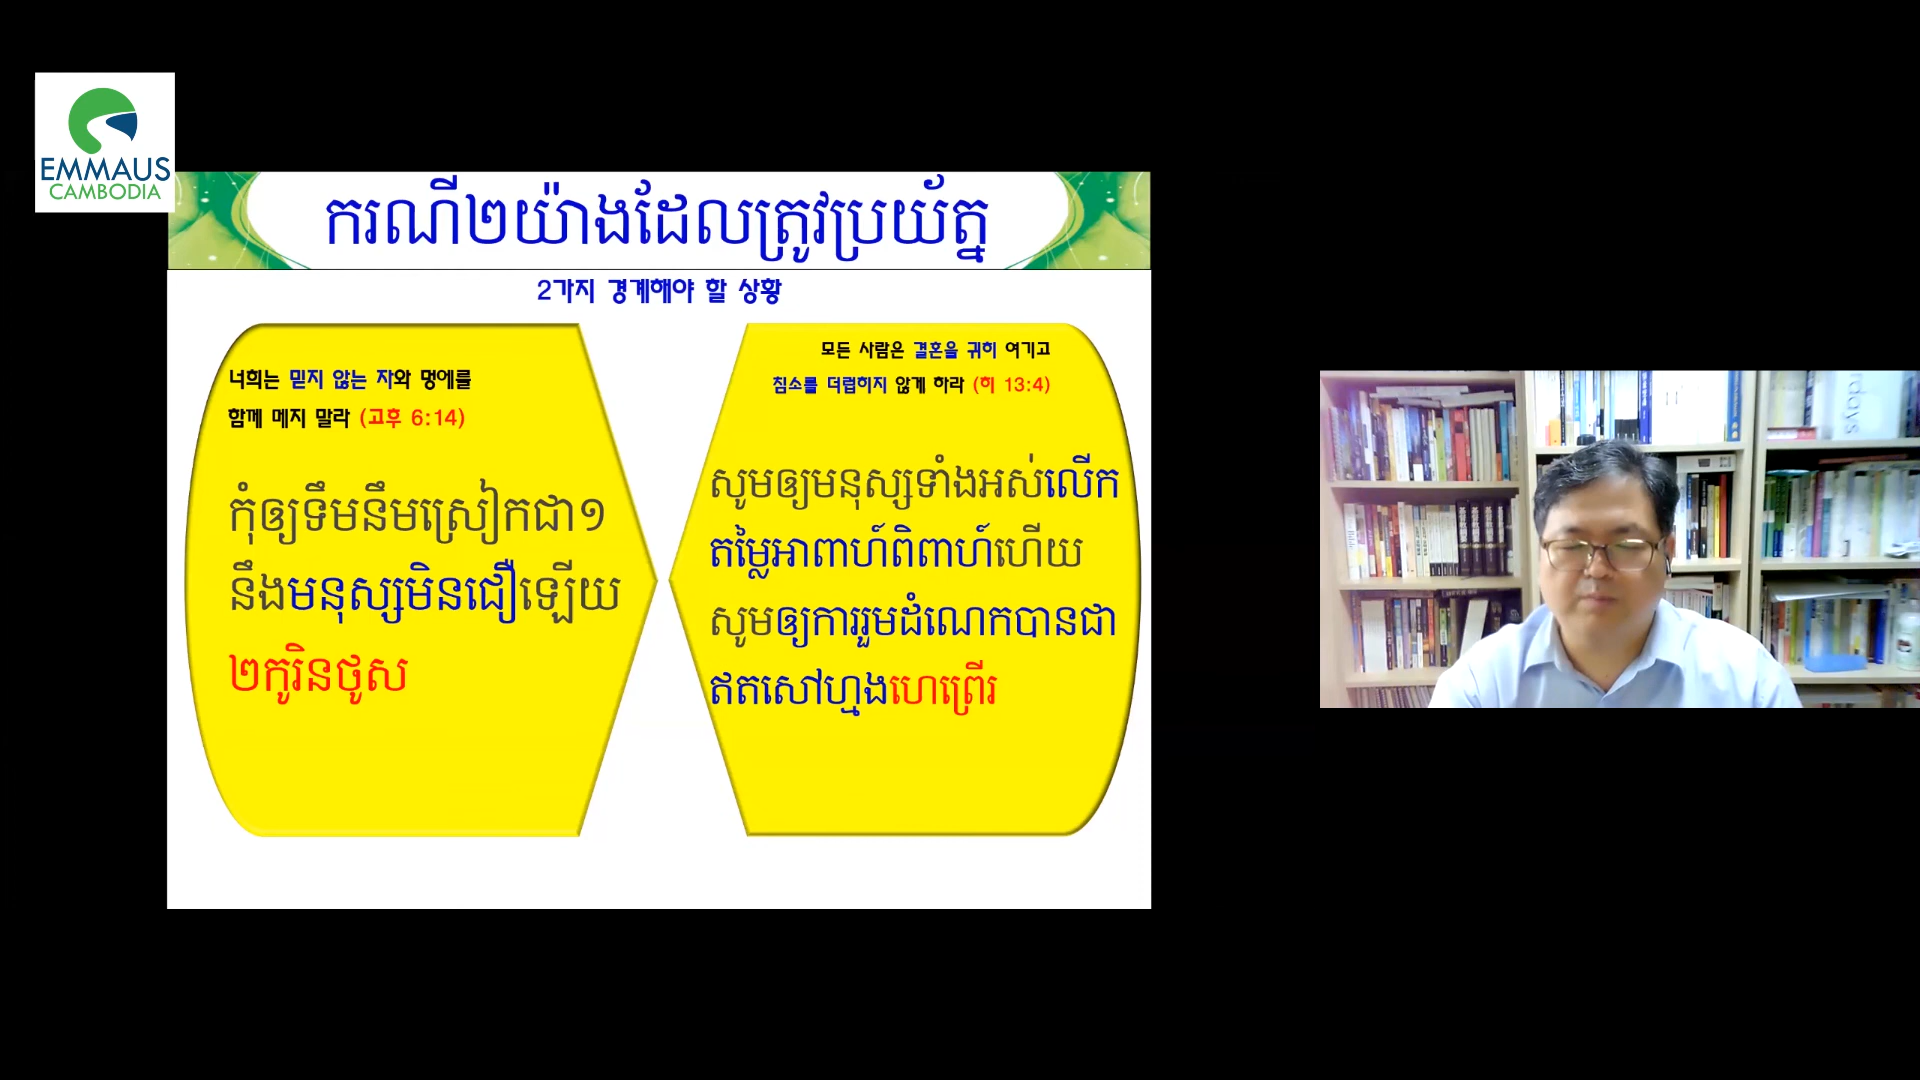 EMMAUS
CAMBODIA
ករណី២យ៉ាងដែលត្រូវប្រយ័ត្ន
2가지 경계해야 할 상황
너희는 믿지 않는 자와 멍에를
함께 메지 말라 (고후 6:14)
កុំឲ្យទឹមនឹមស្រៀកជា១
នឹងមនុស្សមិនជឿឡើយ
២កូរិនថូស
모든 사람은 결혼을 귀히 여기고
침소를 더럽히지 않게 하라 (히 13:4)
សូមឲ្យមនុស្សទាំងអស់លើក
តម្លៃអាពាហ៍ពិពាហ៍ហើយ
សូមឲ្យការរួមដំណេកបានជា
ឥតសៅហ្មងហេព្រើរ